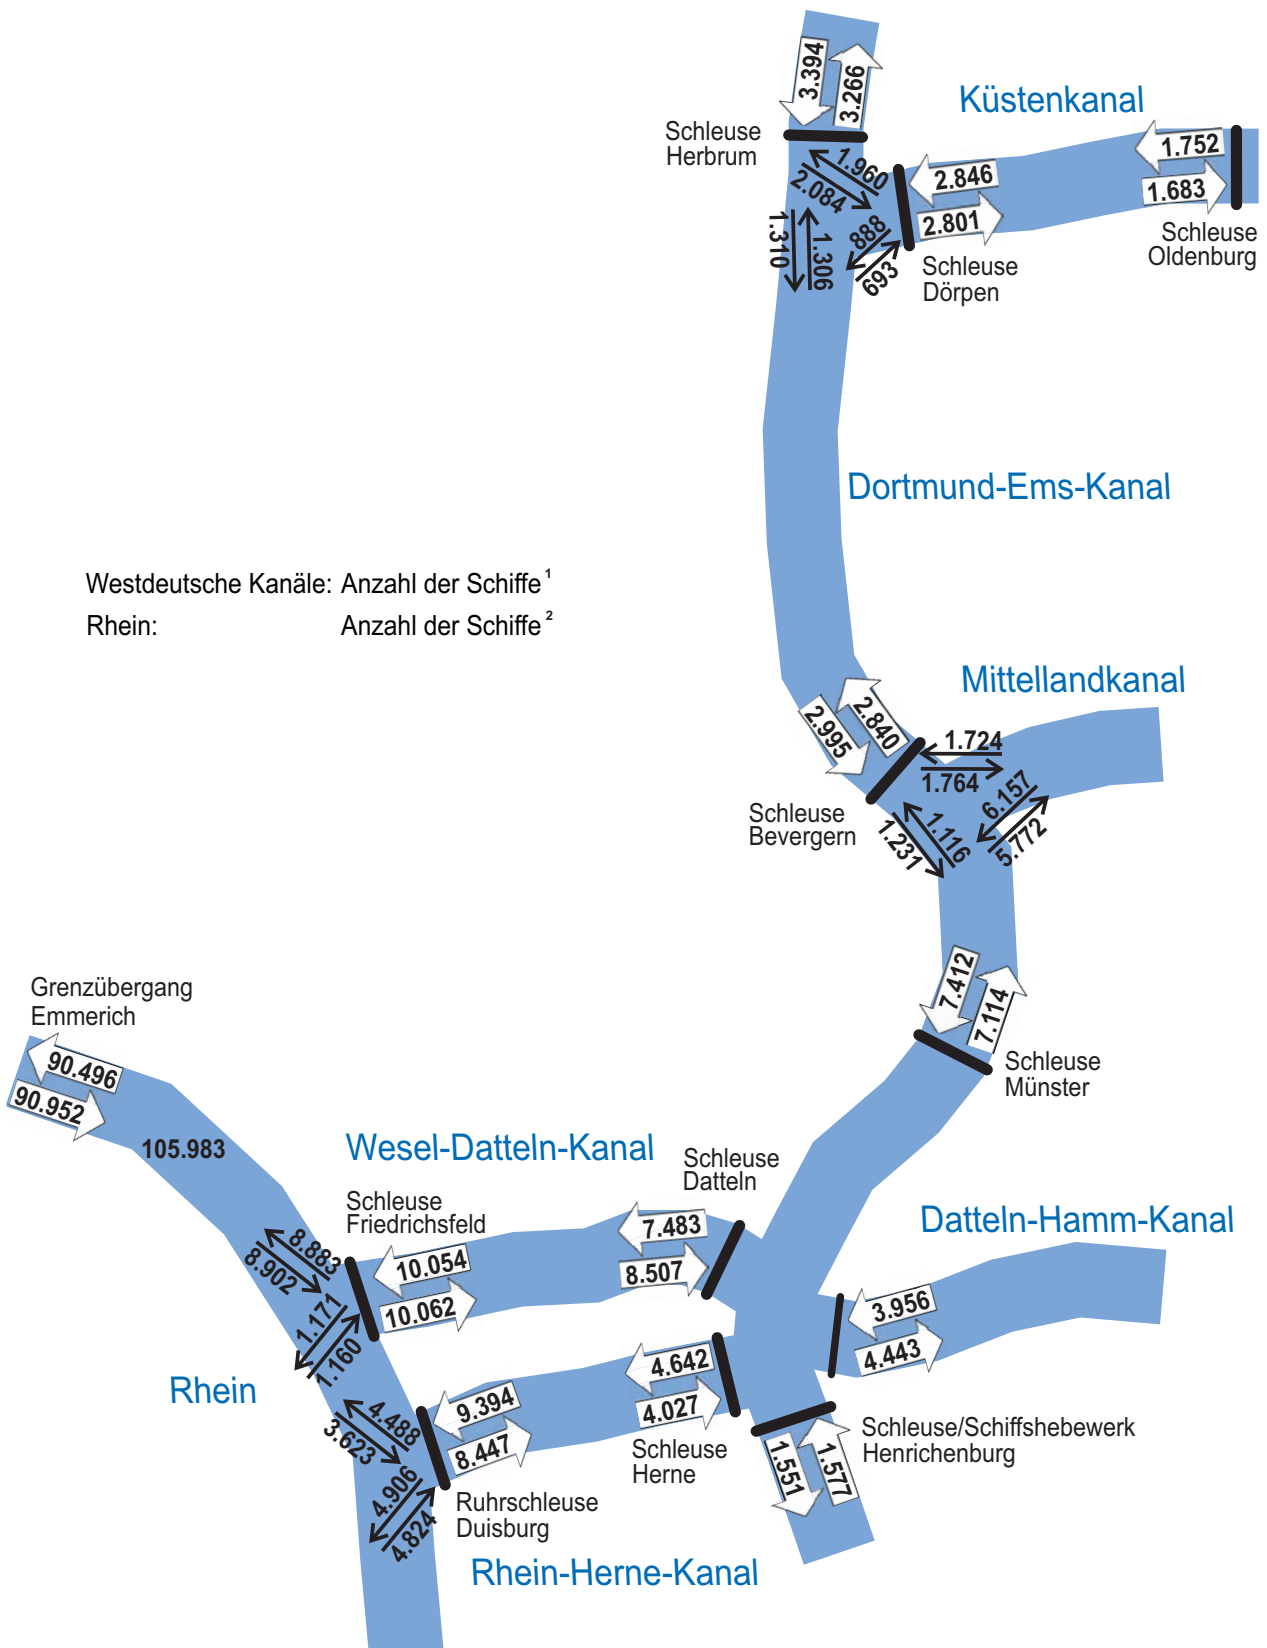 3.394
3.266
Küstenkanal
Schleuse
Herbrum
1.752
1.683
1.960
2.084
2.846
2.801
1.310
1.306
888
693
Schleuse
Oldenburg
Schleuse
Dörpen
Dortmund-Ems-Kanal
Westdeutsche Kanäle: Anzahl der Schiffe ¹
Rhein: Anzahl der Schiffe ²
Mittellandkanal
2.995
2.840
1.724
1.764
6.157
5.772
Schleuse
Bevergern
1.231
1.116
7.412
7.114
Schleuse
Münster
Grenzübergang
Emmerich
90.496
90.952
105.983
Wesel-Datteln-Kanal
Schleuse
Datteln
Schleuse
Friedrichsfeld
Datteln-Hamm-Kanal
8.883
8.902
10.054
10.062
7.483
8.507
1.171
1.160
3.956
4.443
Rhein
4.488
3.623
9.394
8.447
4.642
4.027
Schleuse
Herne
Schleuse/Schiffshebewerk
Henrichenburg
1.551
1.577
4.906
4.824
Ruhrschleuse
Duisburg
Rhein-Herne-Kanal